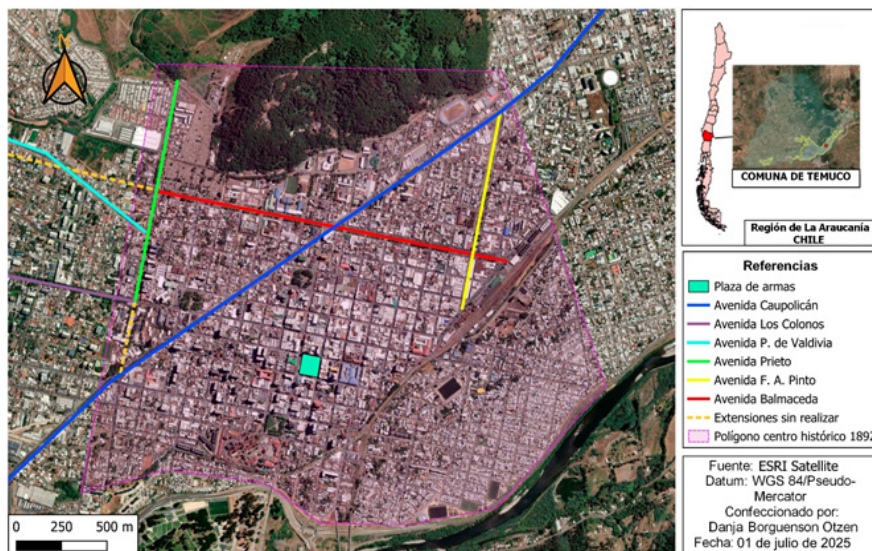 N
0 250 500 m
COMUNA DE TEMUCO
Región de La Araucanía
CHILE
Referencias
Plaza de armas
Avenida Caupolicán
Avenida Los Colonos
Avenida P. de Valdivia
Avenida Prieto
Avenida F. A. Pinto
Avenida Balmaceda
Extensiones sin realizar
Polígono centro histórico 1892
Fuente: ESRI Satellite
Datum: WGS 84/Pseudo-
Mercator
Confeccionado por:
Danja Borguenson Otzen
Fecha: 01 de julio de 2025